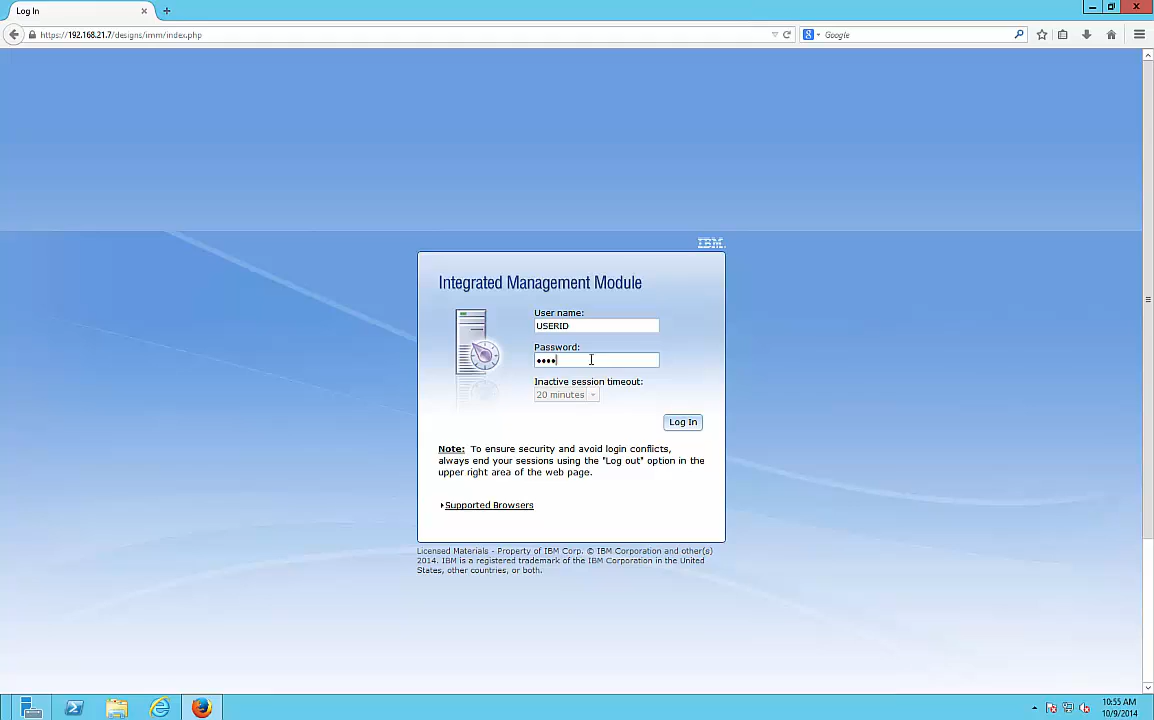 Log In
https://192.168.21.7/designs/imm/index.php
Google
IBM.
Integrated Management Module
User name:
USERID
Password:
Inactive session timeout:
20 minutes
Log In
Note: To ensure security and avoid login conflicts,
always end your sessions using the "Log out" option in the
upper right area of the web page.
Supported Browsers
Licensed Materials - Property of IBM Corp. © IBM Corporation and other(s)
2014. IBM is a registered trademark of the IBM Corporation in the United
States, other countries, or both.
10:55 AM
10/9/2014